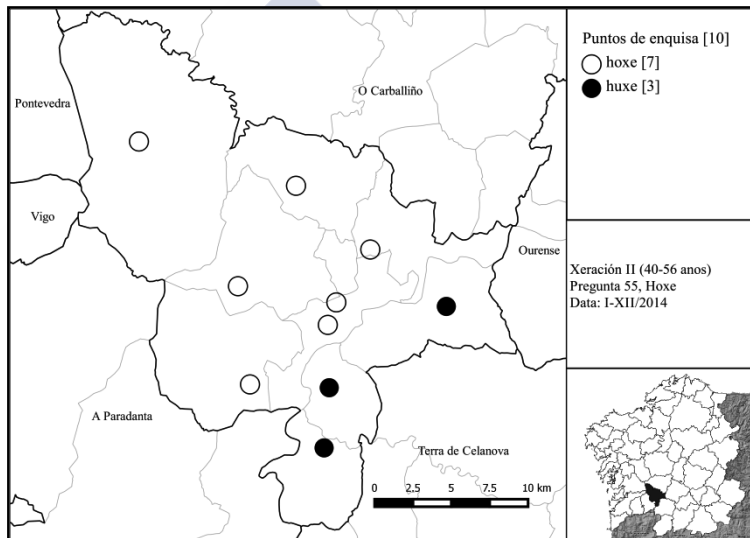 Puntos de enquisa [10]
hoxe [7]
huxe [3]
O Carballiño
Pontevedra
Vigo
Ourense
Xeración II (40-56 anos)
Pregunta 55, Hoxe
Data: I-XII/2014
A Paradanta
Terra de Celanova
0 2,5 5 7,5 10 km